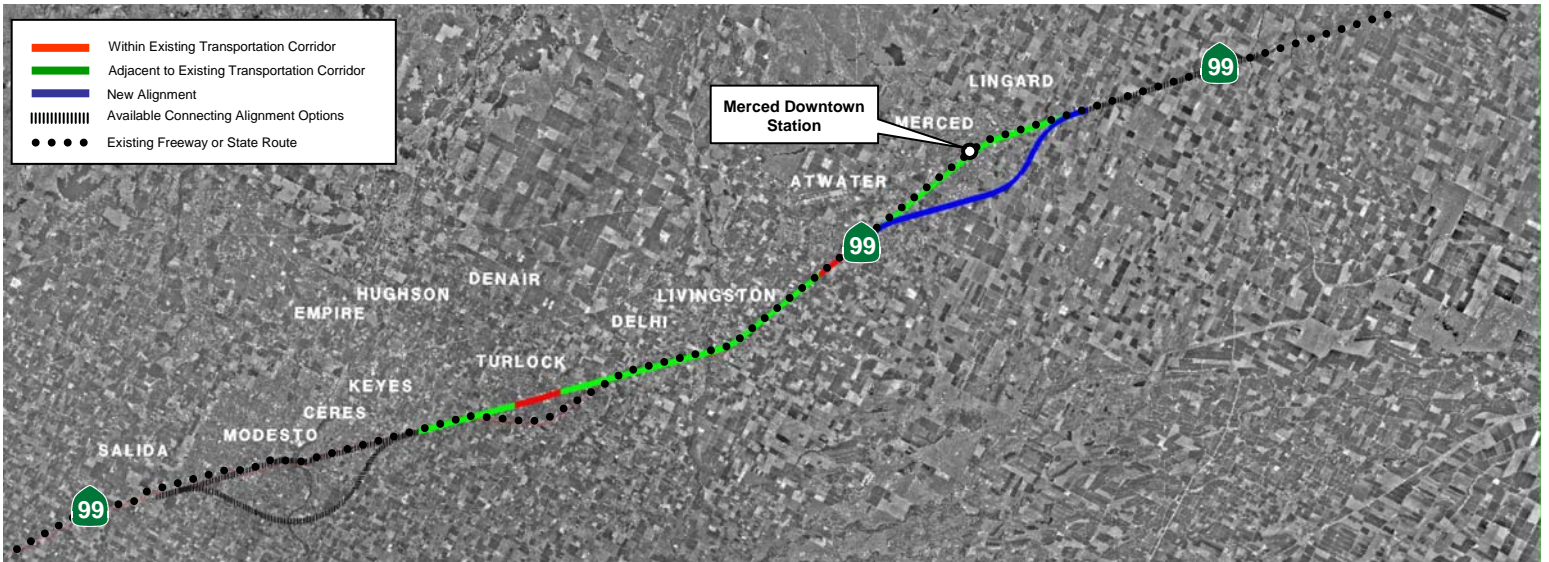 Within Existing Transportation Corridor
Adjacent to Existing Transportation Corridor
New Alignment
Available Connecting Alignment Options
Existing Freeway or State Route
99
LINGARD
Merced Downtown
Station
MERCED
ATWATER
99
DENAIR
HUGHSON
LIVINGSTON
EMPIRE
DELHI
TURLOCK
KEYES
CERES
MODESTO
SALIDA
99